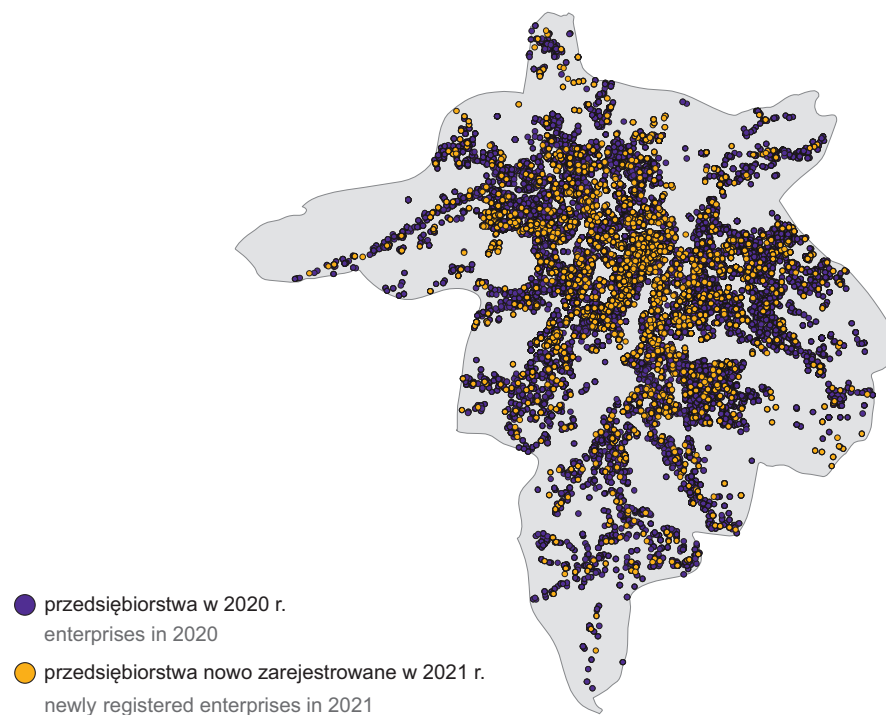 przedsiębiorstwa w 2020 r.
enterprises in 2020
przedsiębiorstwa nowo zarejestrowane w 2021 r.
newly registered enterprises in 2021